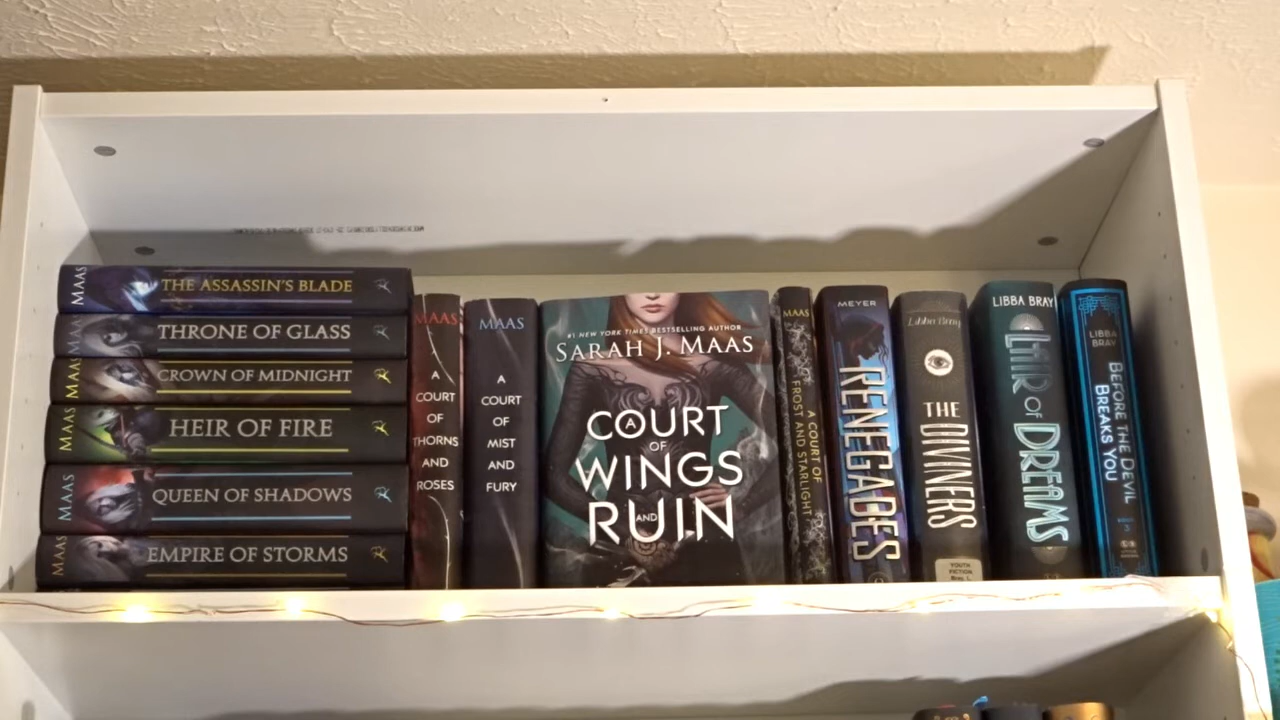 MAAS THE ASSASSIN'S BLADE
MAAS THRONE OF GLASS
MAAS CROWN OF MIDNIGHT
MAAS HEIR OF FIRE
MAAS QUEEN OF SHADOWS
MAAS EMPIRE OF STORMS
MAAS
A
COURT
OF
THORNS
AND
ROSES
MAAS
A
COURT
OF
MIST
AND
FURY
#1 NEW YORK TIMES BESTSELLING AUTHOR
SARAH J. MAAS
A
COURT
OF
WINGS
AND
RUIN
MAAS
A COURT OF
FROST AND STARLIGHT
MEYER
RENEGADES
Libba Bray
THE DIVINERS
YOUTH
FICTION
LIBBA BRAY
LAIR OF DREAMS
LIBBA
BRAY
BEFORE THE DEVIL
BREAKS YOU